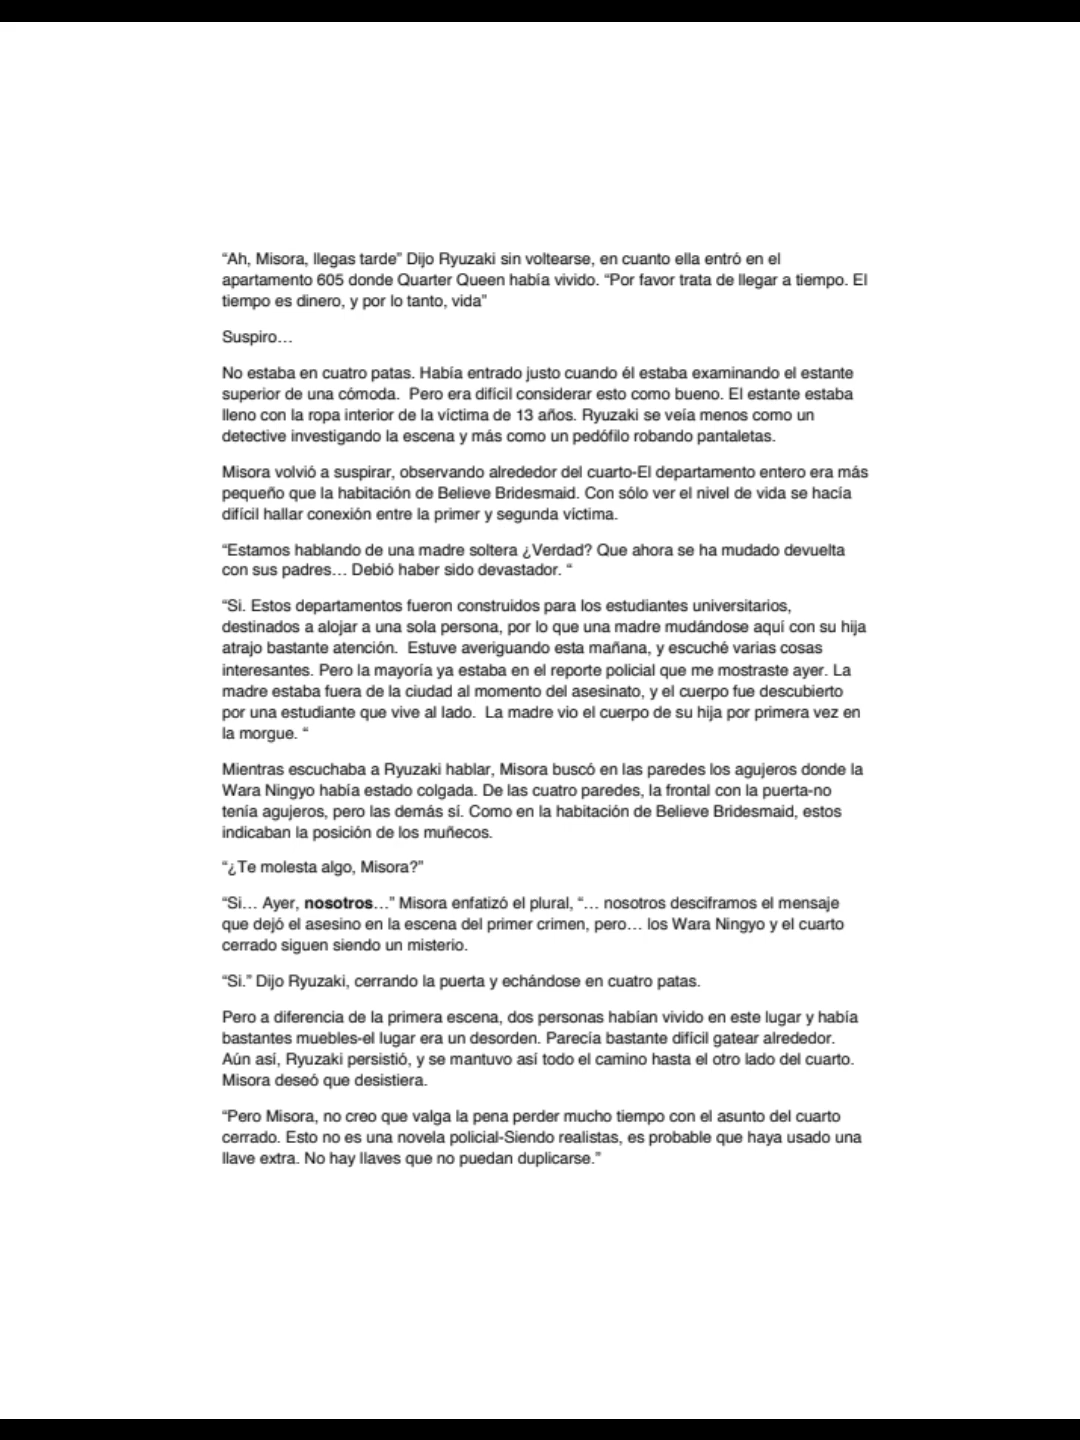 “Ah, Misora, llegas tarde” Dijo Ryuzaki sin voltearse, en cuanto ella entró en el
apartamento 605 donde Quarter Queen había vivido. “Por favor trata de llegar a tiempo. El
tiempo es dinero, y por lo tanto, vida”
Suspiro…
No estaba en cuatro patas. Había entrado justo cuando él estaba examinando el estante
superior de una cómoda.  Pero era difícil considerar esto como bueno. El estante estaba
lleno con la ropa interior de la víctima de 13 años. Ryuzaki se veía menos como un
detective investigando la escena y más como un pedófilo robando pantaletas.
Misora volvió a suspirar, observando alrededor del cuarto-El departamento entero era más
pequeño que la habitación de Believe Bridesmaid. Con sólo ver el nivel de vida se hacía
difícil hallar conexión entre la primer y segunda víctima.
“Estamos hablando de una madre soltera ¿Verdad? Que ahora se ha mudado devuelta
con sus padres… Debió haber sido devastador. “
“Si. Estos departamentos fueron construidos para los estudiantes universitarios,
destinados a alojar a una sola persona, por lo que una madre mudándose aquí con su hija
atrajo bastante atención.  Estuve averiguando esta mañana, y escuché varias cosas
interesantes. Pero la mayoría ya estaba en el reporte policial que me mostraste ayer. La
madre estaba fuera de la ciudad al momento del asesinato, y el cuerpo fue descubierto
por una estudiante que vive al lado.  La madre vio el cuerpo de su hija por primera vez en
la morgue. “
Mientras escuchaba a Ryuzaki hablar, Misora buscó en las paredes los agujeros donde la
Wara Ningyo había estado colgada. De las cuatro paredes, la frontal con la puerta-no
tenía agujeros, pero las demás sí. Como en la habitación de Believe Bridesmaid, estos
indicaban la posición de los muñecos.
“¿Te molesta algo, Misora?”
“Si… Ayer, nosotros…” Misora enfatizó el plural, “… nosotros desciframos el mensaje
que dejó el asesino en la escena del primer crimen, pero… los Wara Ningyo y el cuarto
cerrado siguen siendo un misterio.
“Si.” Dijo Ryuzaki, cerrando la puerta y echándose en cuatro patas.
Pero a diferencia de la primera escena, dos personas habían vivido en este lugar y había
bastantes muebles-el lugar era un desorden. Parecía bastante difícil gatear alrededor.
Aún así, Ryuzaki persistió, y se mantuvo así todo el camino hasta el otro lado del cuarto.
Misora deseó que desistiera.
“Pero Misora, no creo que valga la pena perder mucho tiempo con el asunto del cuarto
cerrado. Esto no es una novela policial-Siendo realistas, es probable que haya usado una
llave extra. No hay llaves que no puedan duplicarse.”